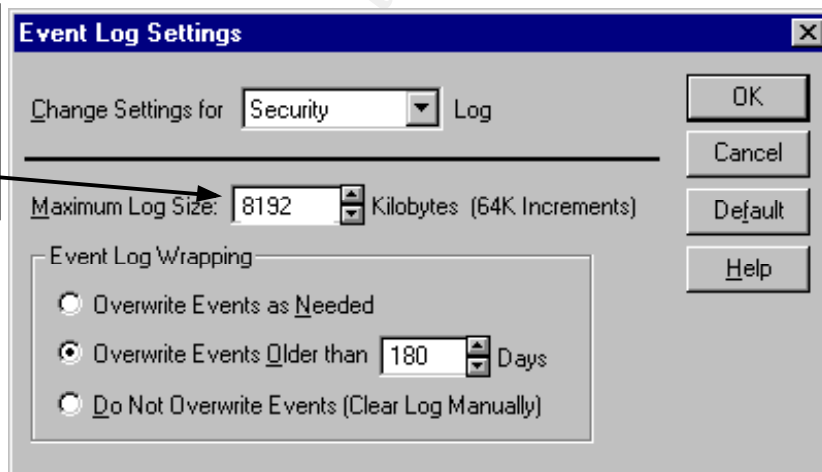 Event Log Settings
Change Settings for Security Log
OK
Cancel
Maximum Log Size: 8192 Kilobytes (64K Increments)
Default
Event Log Wrapping
Help
Overwrite Events as Needed
Overwrite Events Older than 180 Days
Do Not Overwrite Events (Clear Log Manually)